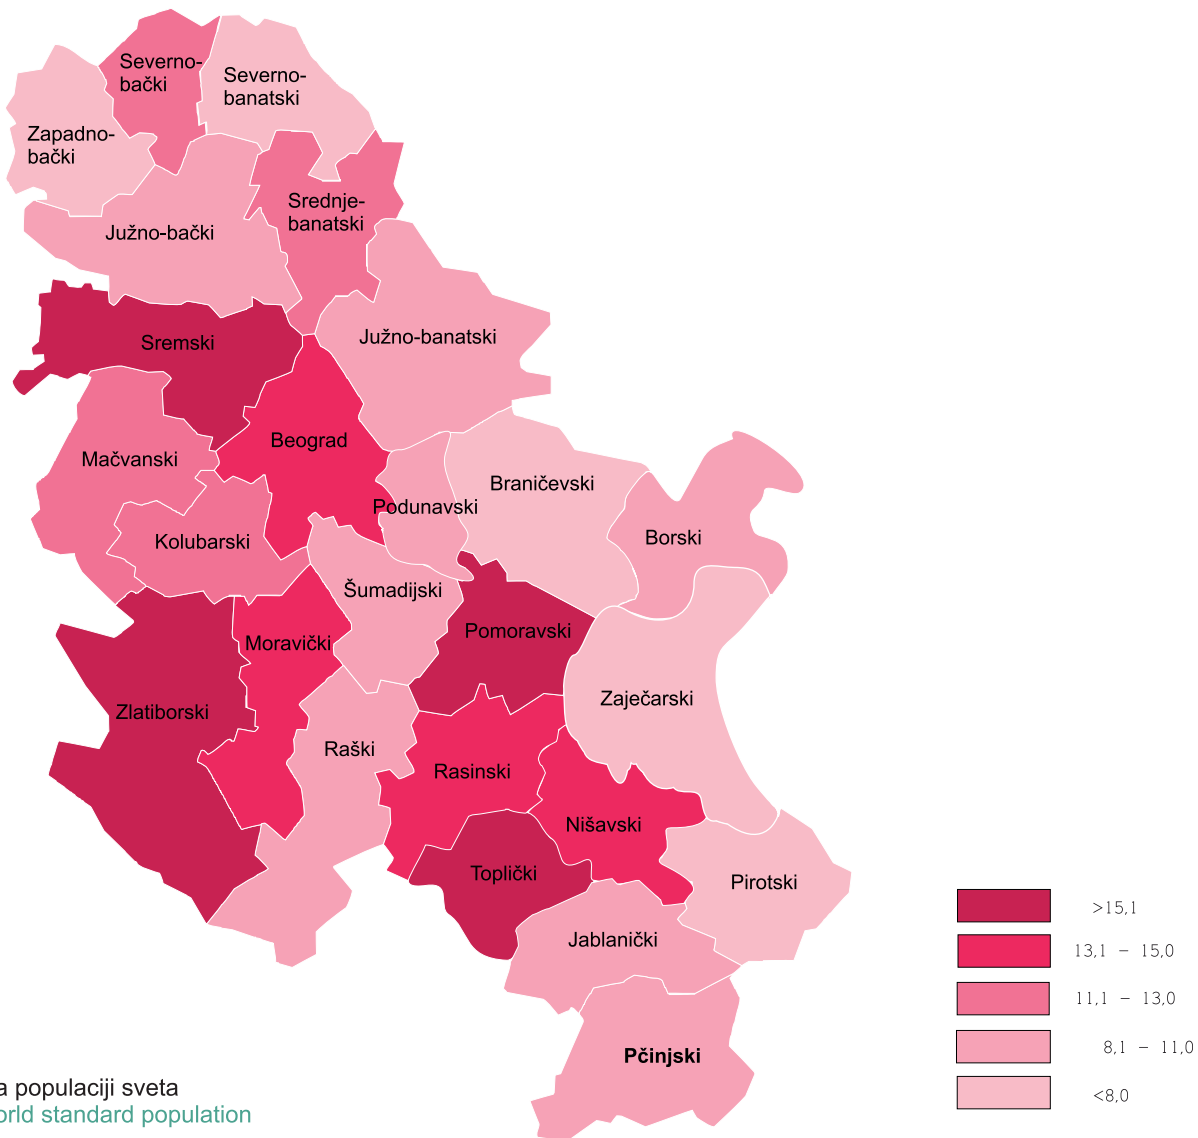 Severno-
bački
Severno-
banatski
Zapadno-
bački
Srednje-
banatski
Južno-bački
Južno-banatski
Sremski
Beograd
Mačvanski
Braničevski
Podunavski
Borski
Kolubarski
Šumadijski
Pomoravski
Moravički
Zaječarski
Zlatiborski
Raški
Rasinski
Nišavski
Toplički
Pirotski
Jablanički
Pčinjski
>15,1
13,1 – 15,0
11,1 – 13,0
8,1 – 11,0
<8,0
a populaciji sveta
orld standard population